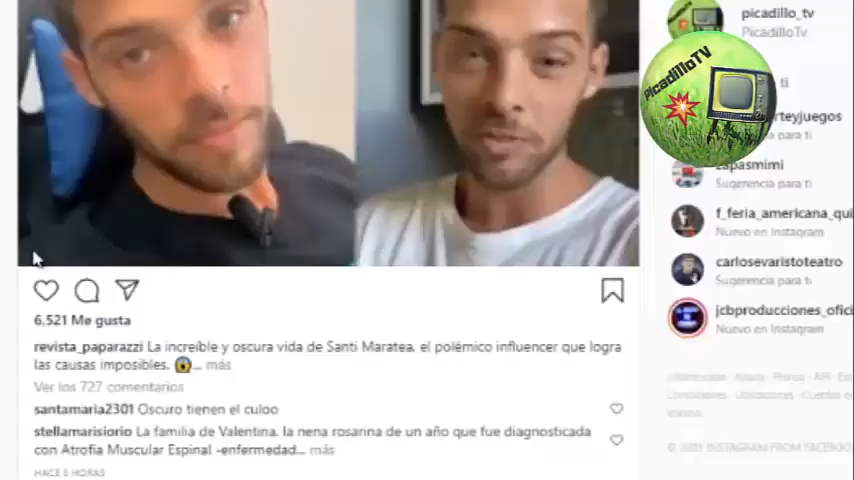 picadillo_tv
PicadilloTv
PicadilloTV
ti
rteyjuegos
ncia para ti
zapasmimi
Sugerencia para ti
f_feria_americana_qui
Nuevo en Instagram
carlosevaristoteatro
Sugerencia para ti
jcbproducciones_ofici
Nuevo en Instagram
6,521 Me gusta
revista_paparazzi La increíble y oscura vida de Santi Maratea, el polémico influencer que logra
las causas imposibles. 😱... más
Ver los 727 comentarios
santamaria2301 Oscuro tienen el culoo
stellamarisiorio La familia de Valentina, la nena rosarina de un año que fue diagnosticada
con Atrofia Muscular Espinal -enfermedad... más
HACE 5 HORAS
INSTAGRAM FROM FACEBOO